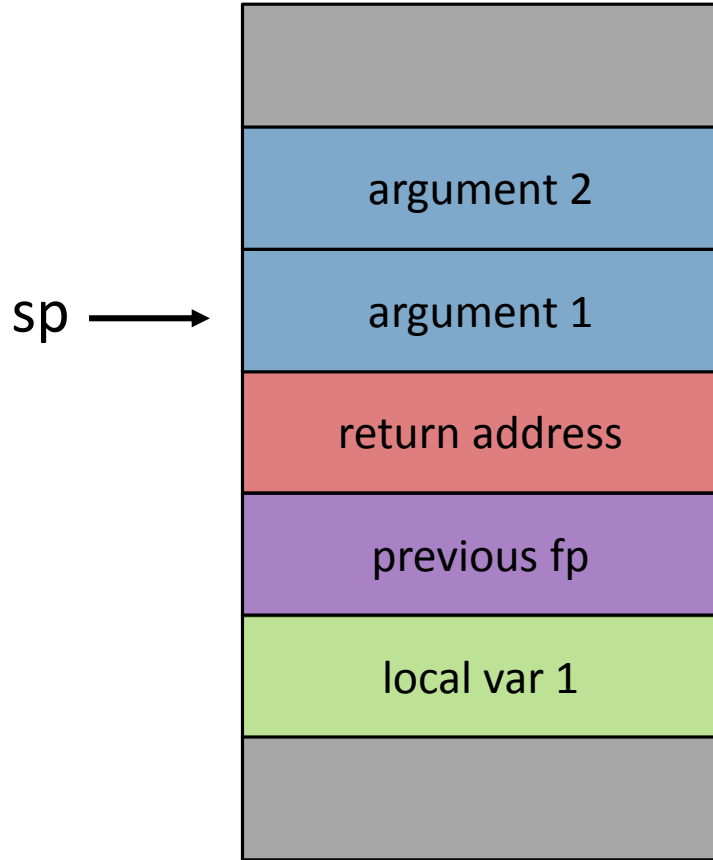 argument 2
sp
argument 1
return address
previous fp
local var 1